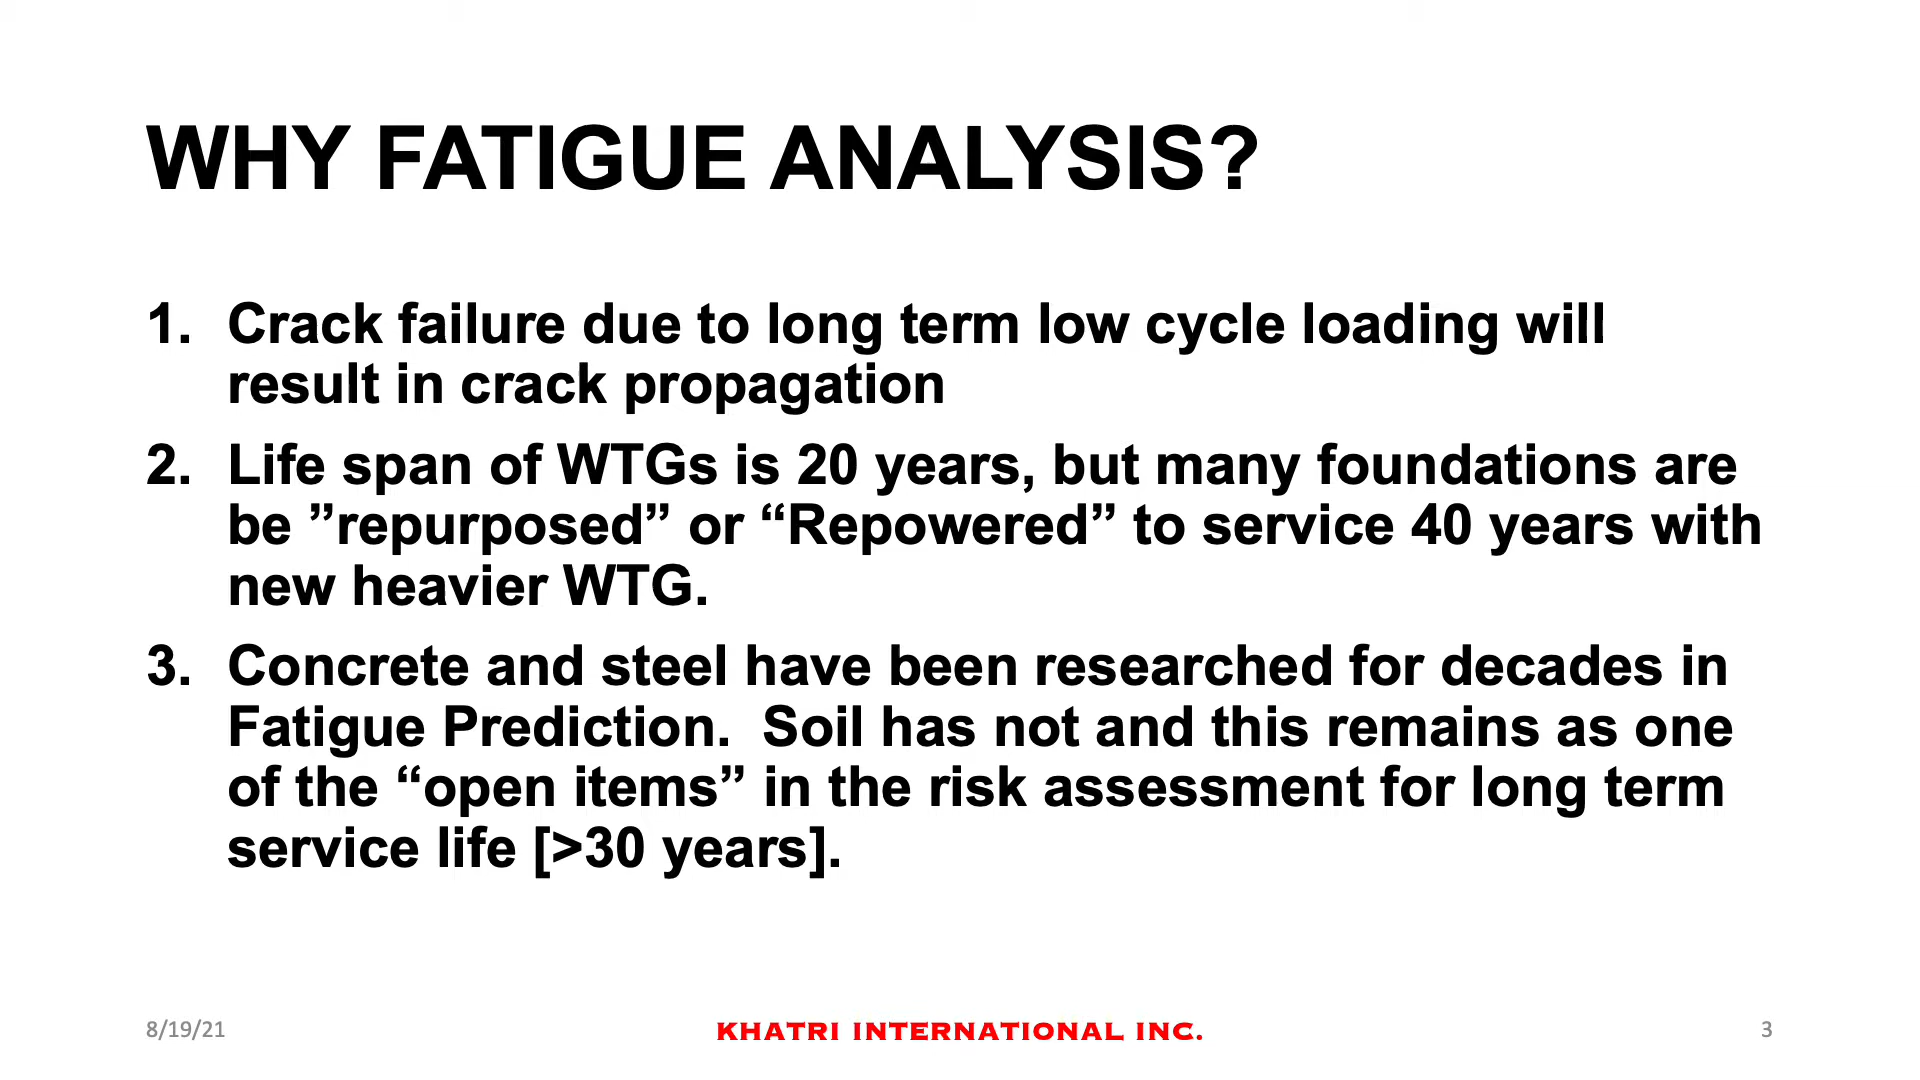 WHY FATIGUE ANALYSIS?
1. Crack failure due to long term low cycle loading will
result in crack propagation
2. Life span of WTGs is 20 years, but many foundations are
be ”repurposed” or “Repowered” to service 40 years with
new heavier WTG.
3. Concrete and steel have been researched for decades in
Fatigue Prediction.  Soil has not and this remains as one
of the “open items” in the risk assessment for long term
service life [>30 years].
8/19/21
KHATRI INTERNATIONAL INC.
3